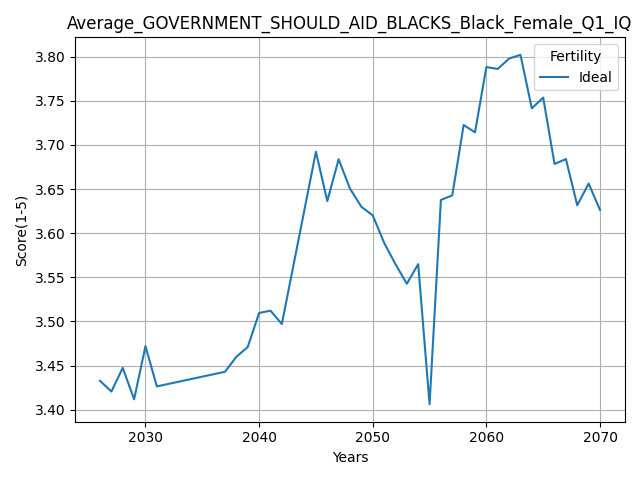 Average_GOVERNMENT_SHOULD_AID_BLACKS_Black_Female_Q1_IQ
Fertility
Ideal
3.80
3.75
3.70
3.65
3.60
3.55
3.50
3.45
3.40
Score(1-5)
2030 2040 2050 2060 2070
Years